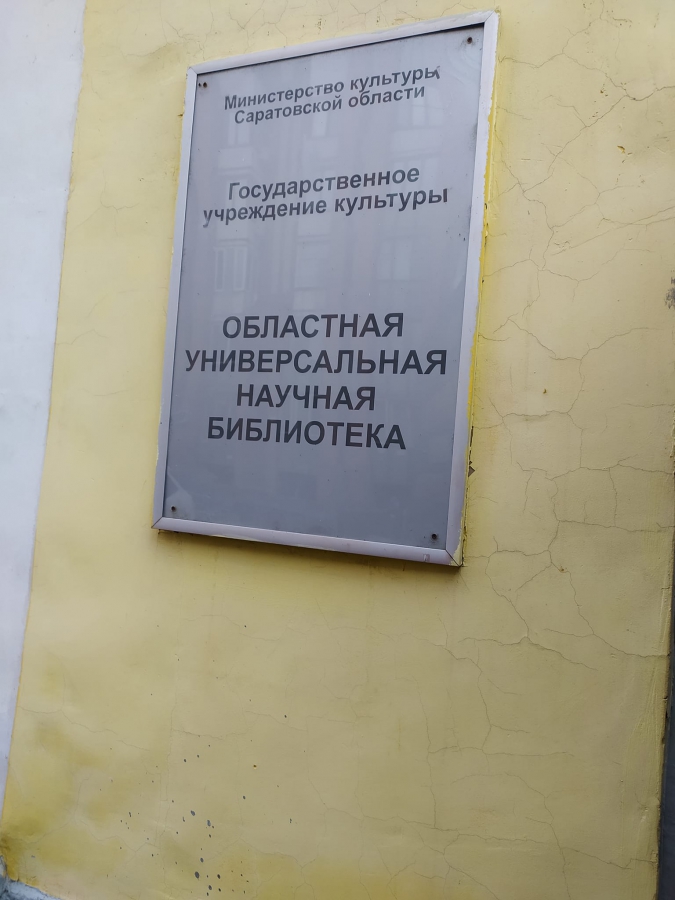 Министерство культуры
Саратовской области
Государственное
учреждение культуры
ОБЛАСТНАЯ
УНИВЕРСАЛЬНАЯ
НАУЧНАЯ
БИБЛИОТЕКА